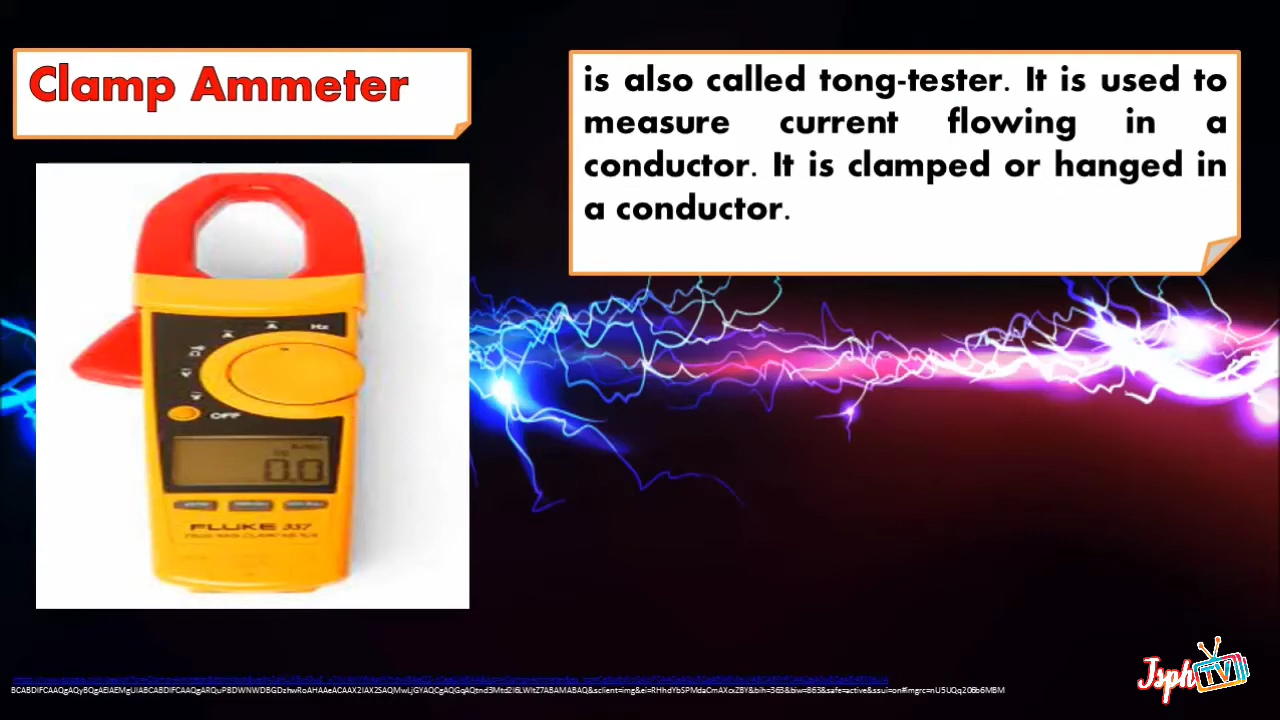 Clamp Ammeter
is also called tong-tester. It is used to
measure current flowing in a
conductor. It is clamped or hanged in
a conductor.
Hz
OFF
0.0
FLUKE 337
Jsph TV